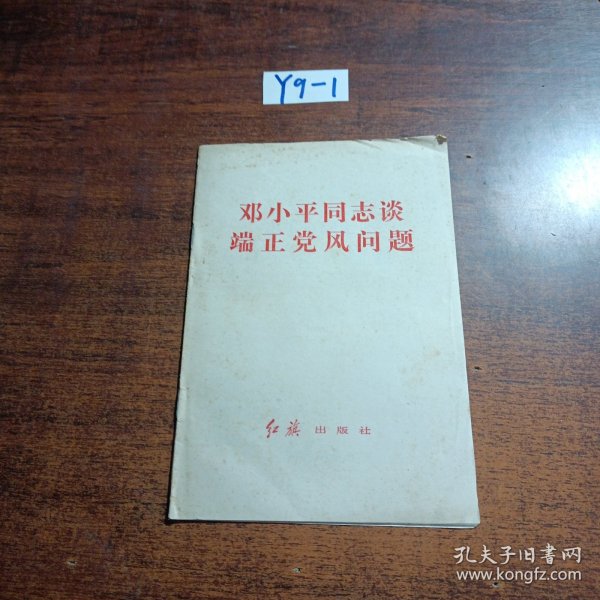 Y9-1
邓小平同志谈
端正党风问题
红旗 出版社
孔夫子旧书网
www.kongfz.com